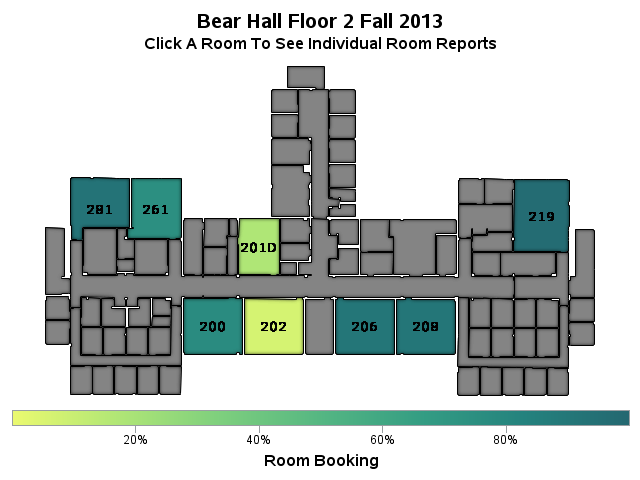 Bear Hall Floor 2 Fall 2013
Click A Room To See Individual Room Reports
281
261
219
201D
200
202
206
208
20%
40%
60%
80%
Room Booking